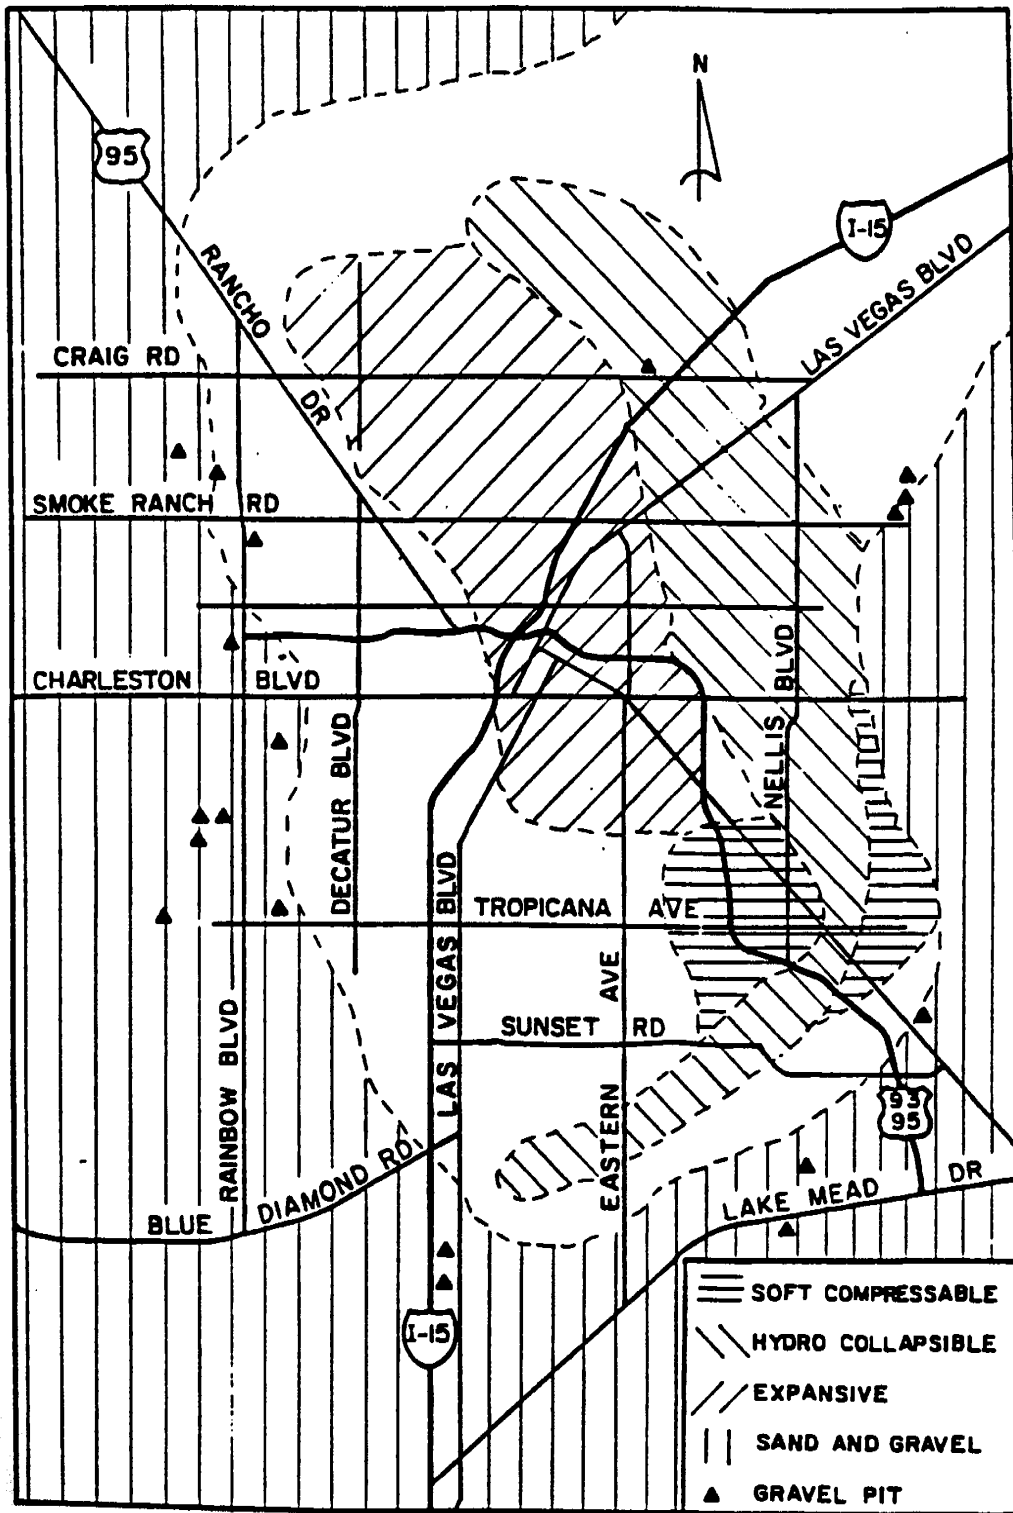 N
95
I-15
RANCHO DR
LAS VEGAS BLVD
CRAIG RD
SMOKE RANCH RD
CHARLESTON BLVD
NELLIS BLVD
DECATUR BLVD
LAS VEGAS BLVD
TROPICANA AVE
EASTERN AVE
SUNSET RD
RAINBOW BLVD
93
95
BLUE DIAMOND RD
LAKE MEAD DR
I-15
SOFT COMPRESSABLE
HYDRO COLLAPSIBLE
EXPANSIVE
SAND AND GRAVEL
GRAVEL PIT